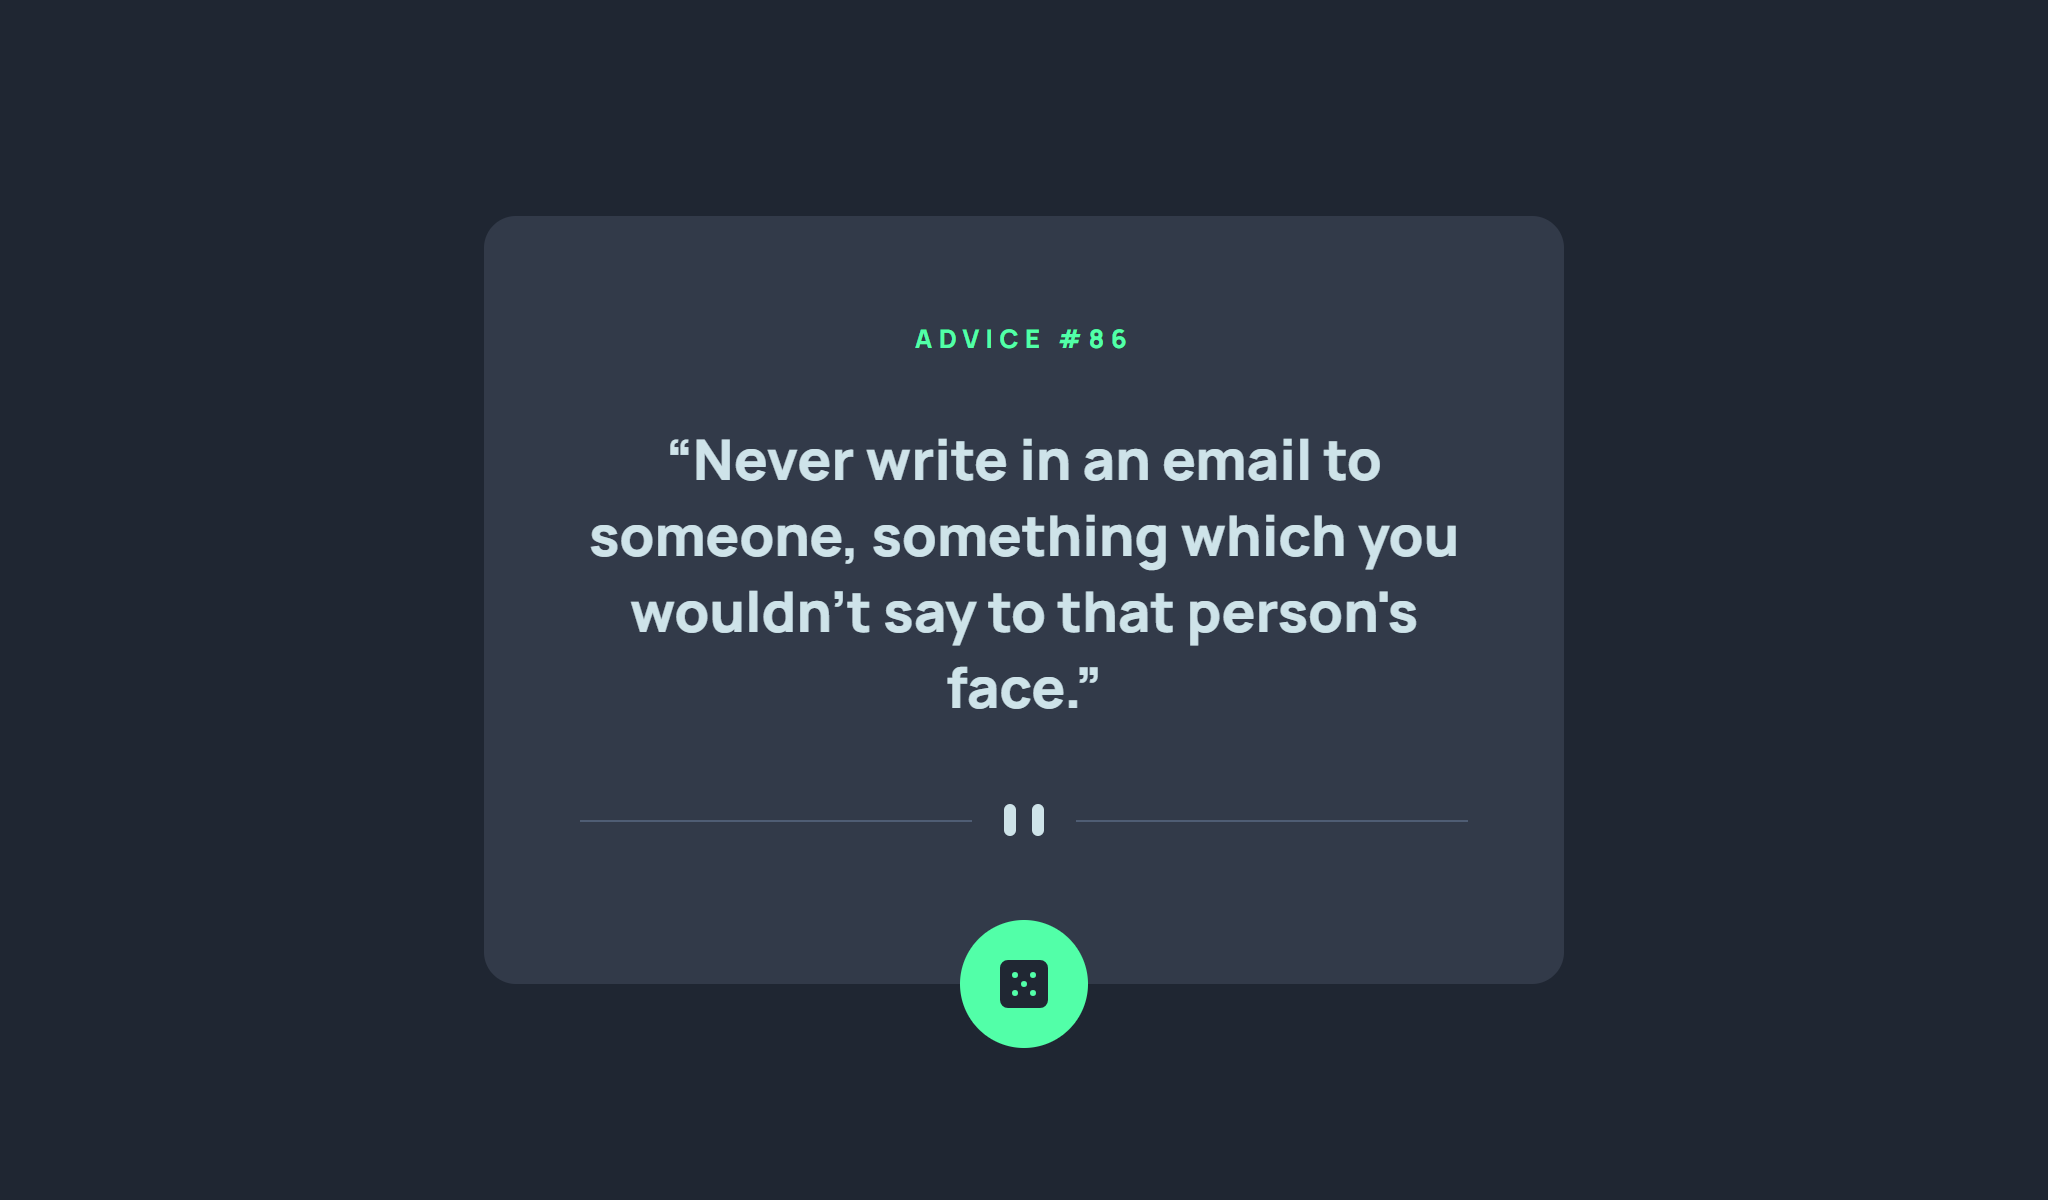 ADVICE #86
“Never write in an email to
someone, something which you
wouldn’t say to that person's
face.”